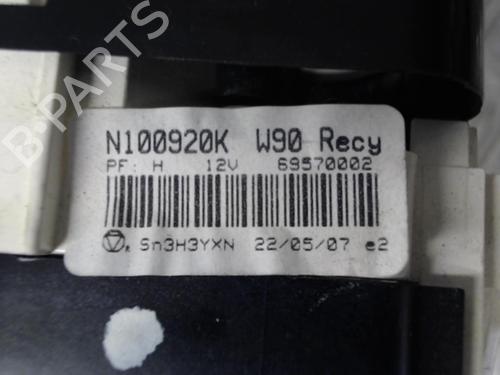 N100920K W90 Recy
PF: H 12V 69570002
Sn3H3YXN 22/05/07 e2
B-PARTS